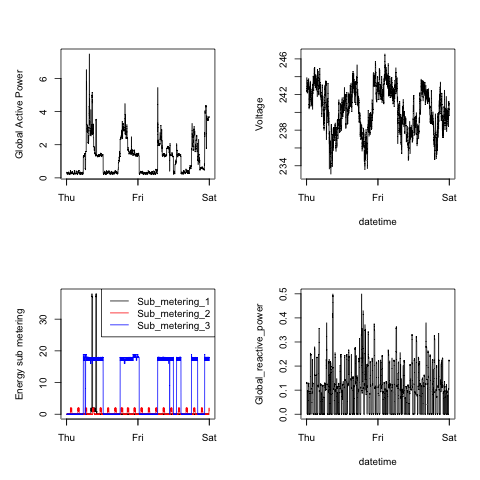 Global Active Power
6
4
2
0
Thu Fri Sat
Voltage
246
242
238
234
Thu Fri Sat
datetime
Energy sub metering
30
20
10
0
Sub_metering_1
Sub_metering_2
Sub_metering_3
Thu Fri Sat
Global_reactive_power
0.5
0.4
0.3
0.2
0.1
0.0
Thu Fri Sat
datetime